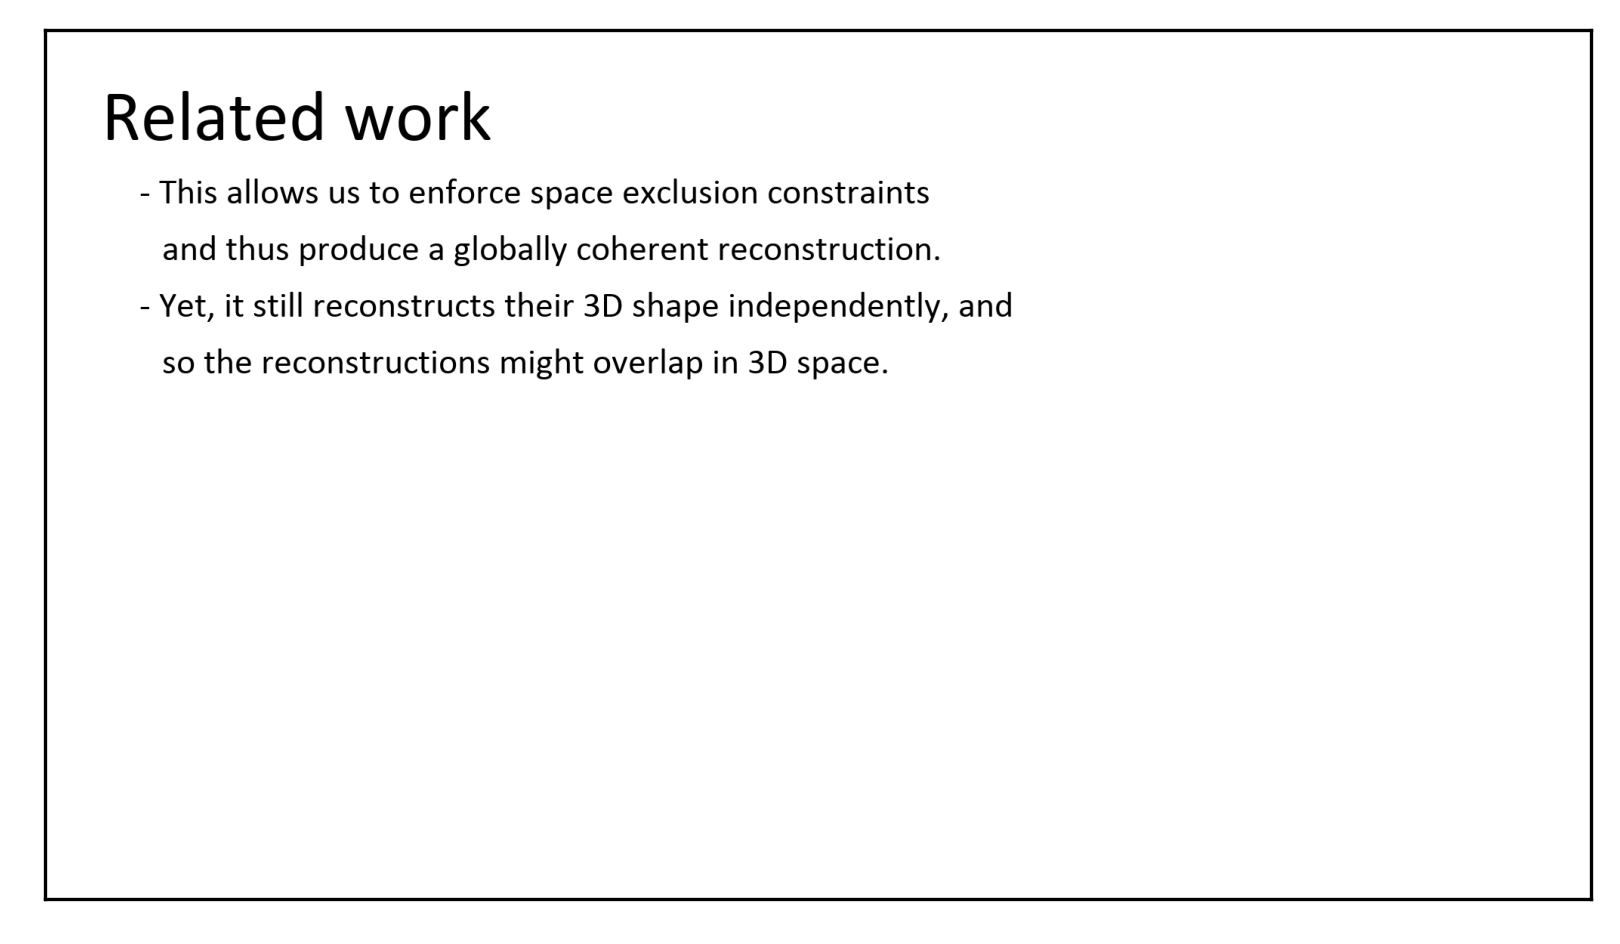 Related work
- This allows us to enforce space exclusion constraints
and thus produce a globally coherent reconstruction.
- Yet, it still reconstructs their 3D shape independently, and
so the reconstructions might overlap in 3D space.